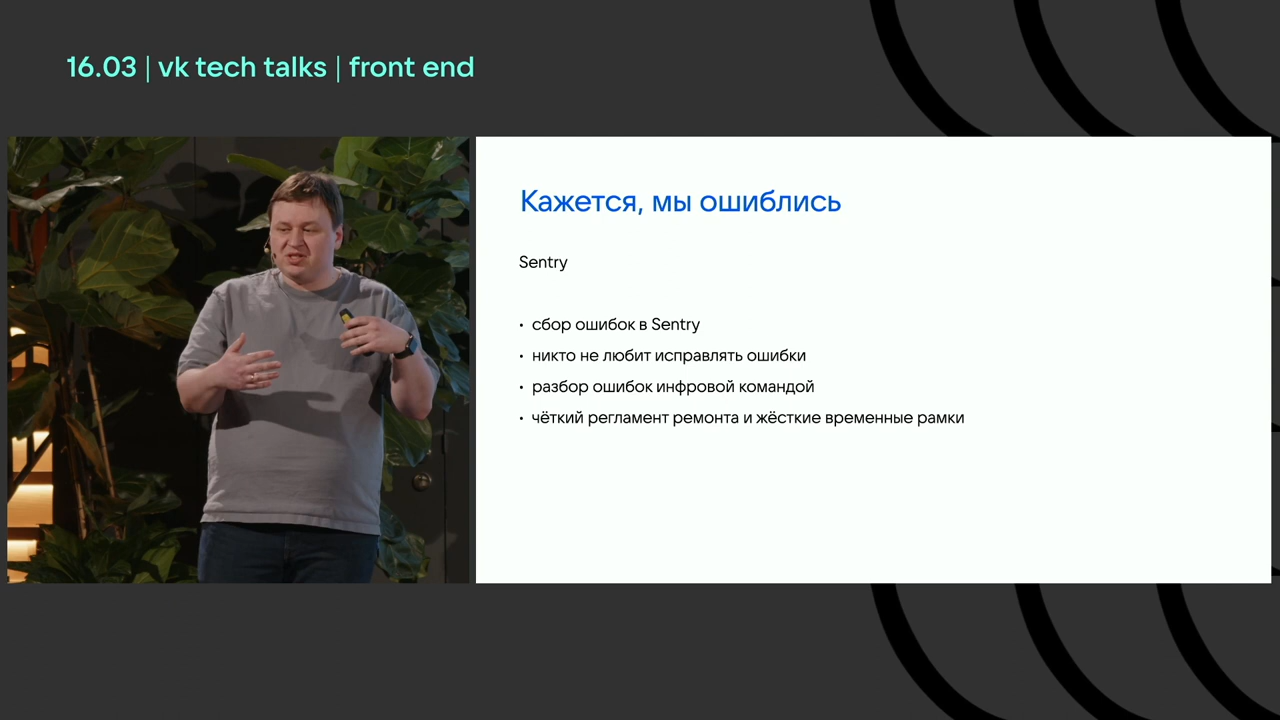 16.03 | vk tech talks | front end
Кажется, мы ошиблись
Sentry
• сбор ошибок в Sentry
• никто не любит исправлять ошибки
• разбор ошибок инфровой командой
• чёткий регламент ремонта и жёсткие временные рамки